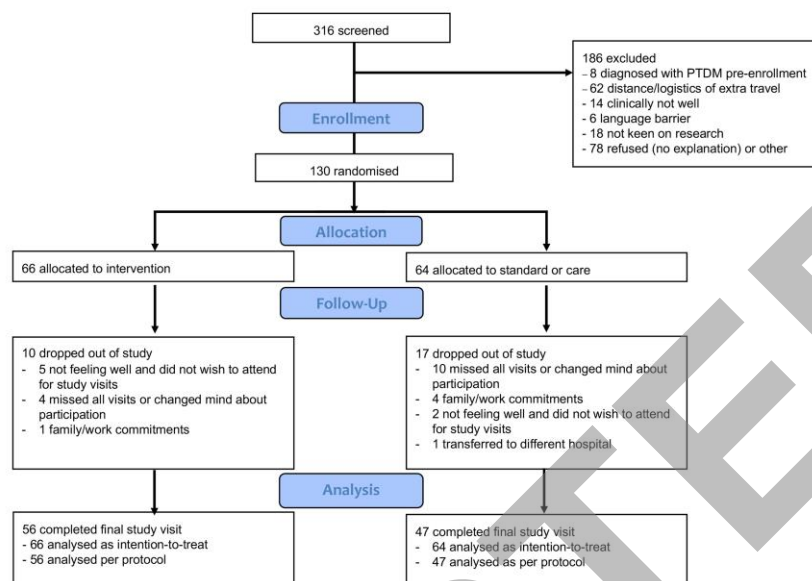 316 screened
186 excluded
- 8 diagnosed with PTDM pre-enrollment
- 62 distance/logistics of extra travel
- 14 clinically not well
- 6 language barrier
- 18 not keen on research
- 78 refused (no explanation) or other
Enrollment
130 randomised
Allocation
66 allocated to intervention
64 allocated to standard or care
Follow-Up
10 dropped out of study
- 5 not feeling well and did not wish to attend
for study visits
- 4 missed all visits or changed mind about
participation
- 1 family/work commitments
17 dropped out of study
- 10 missed all visits or changed mind about
participation
- 4 family/work commitments
- 2 not feeling well and did not wish to attend
for study visits
- 1 transferred to different hospital
Analysis
56 completed final study visit
- 66 analysed as intention-to-treat
- 56 analysed per protocol
47 completed final study visit
- 64 analysed as intention-to-treat
- 47 analysed as per protocol